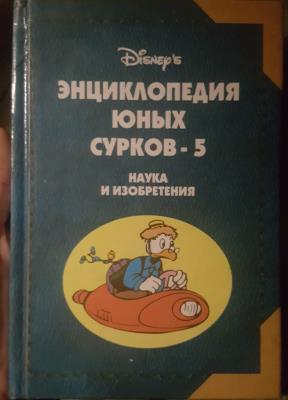 Disney's
ЭНЦИКЛОПЕДИЯ
ЮНЫХ
СУРКОВ - 5
НАУКА
И ИЗОБРЕТЕНИЯ